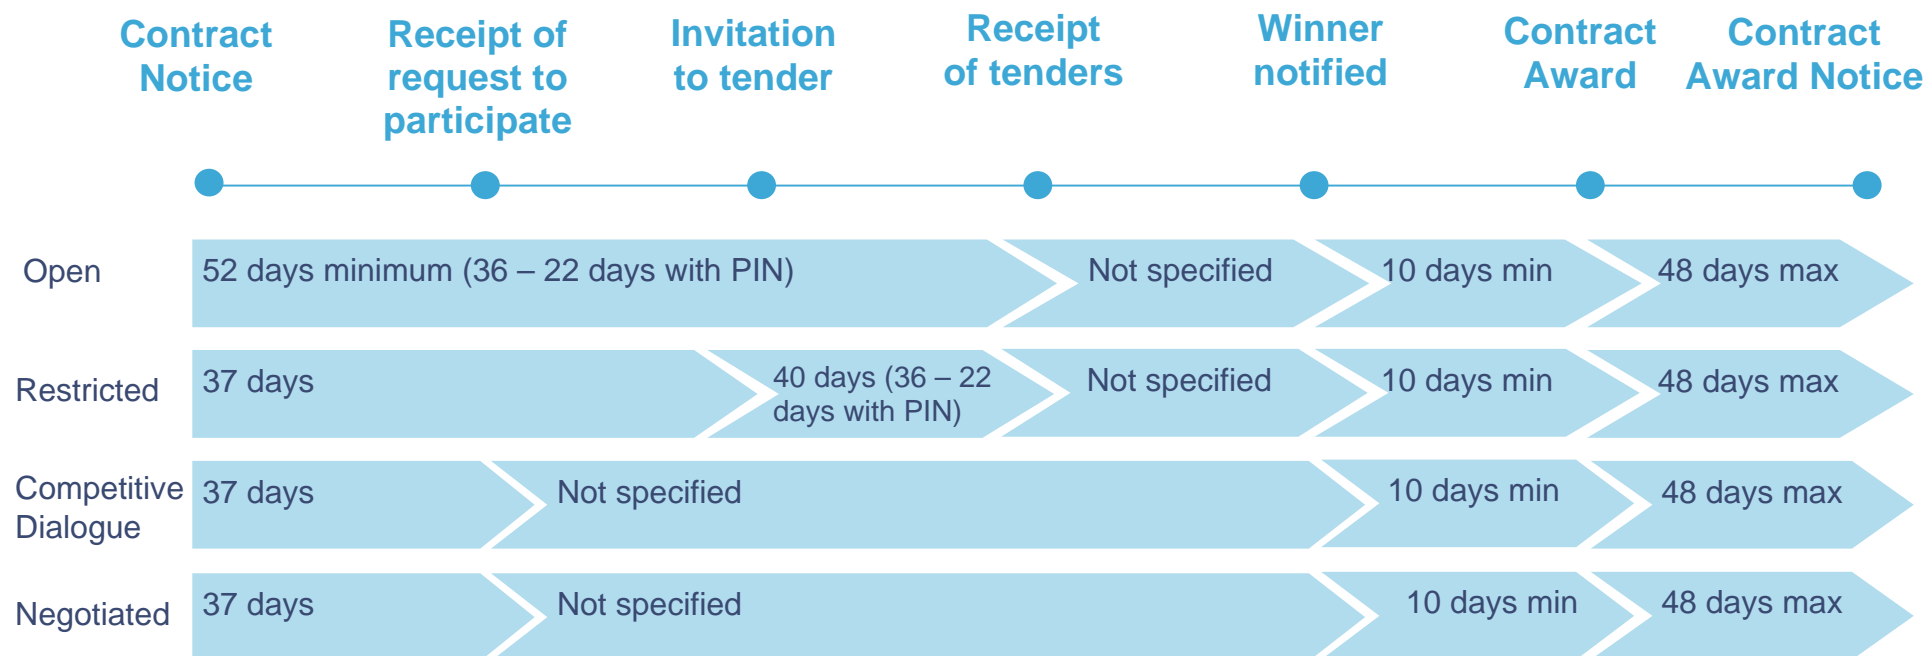 Contract
Notice
Receipt of
request to
participate
Invitation
to tender
Receipt
of tenders
Winner
notified
Contract
Award
Contract
Award Notice
Open
52 days minimum (36 – 22 days with PIN)
Not specified
10 days min
48 days max
Restricted
37 days
40 days (36 – 22
days with PIN)
Not specified
10 days min
48 days max
Competitive
Dialogue
37 days
Not specified
10 days min
48 days max
Negotiated
37 days
Not specified
10 days min
48 days max